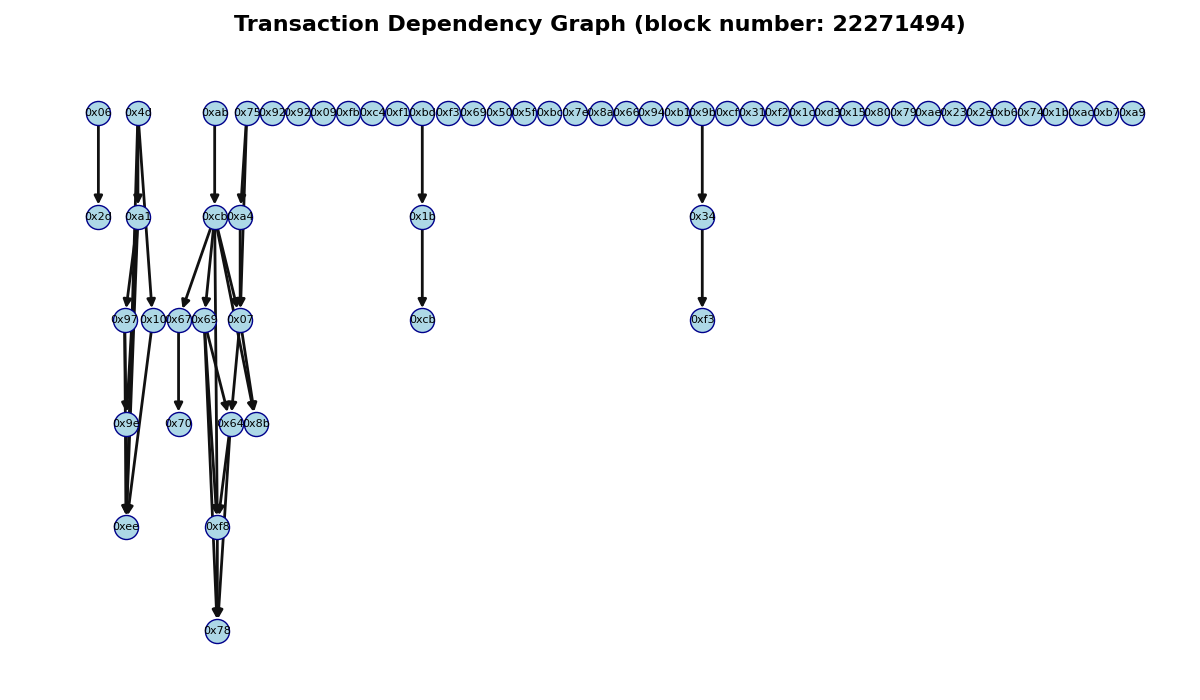 Transaction Dependency Graph (block number: 22271494)
0x06 0x4d 0xab 0x75 0x92 0x92 0x09 0xfb 0xc4 0xf1 0xbd 0xf3 0x69 0x50 0x5f 0xbc 0x7e 0x8a 0x66 0x94 0xb1 0x9b 0xcf 0x31 0xf2 0x1c 0xd3 0x15 0x80 0x79 0xae 0x23 0x2e 0xb6 0x74 0x1b 0xac 0xb7 0xa9
0x2d 0xa1 0xcb 0xa4 0x1b 0x34
0x97 0x10 0x67 0x69 0x07 0xcb 0xf3
0x9e 0x70 0x64 0x8b
0xee 0xf8
0x78